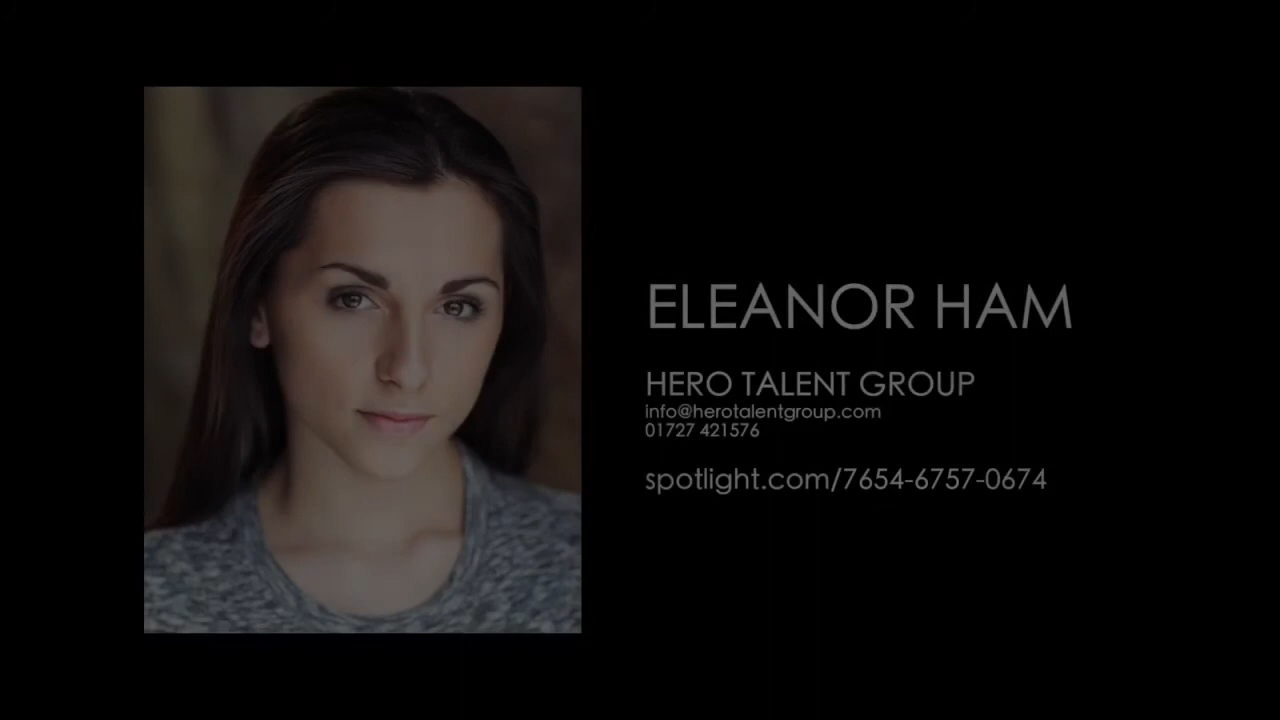 ELEANOR HAM
HERO TALENT GROUP
info@herotalentgroup.com
01727 421576
spotlight.com/7654-6757-0674